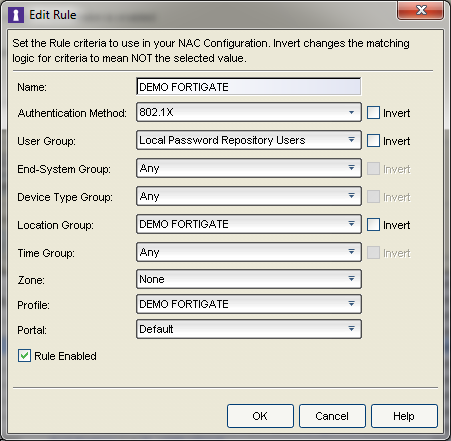 Edit Rule
Set the Rule criteria to use in your NAC Configuration. Invert changes the matching
logic for criteria to mean NOT the selected value.
Name: DEMO FORTIGATE
Authentication Method: 802.1X Invert
User Group: Local Password Repository Users Invert
End-System Group: Any Invert
Device Type Group: Any Invert
Location Group: DEMO FORTIGATE Invert
Time Group: Any Invert
Zone: None
Profile: DEMO FORTIGATE
Portal: Default
Rule Enabled
OK Cancel Help